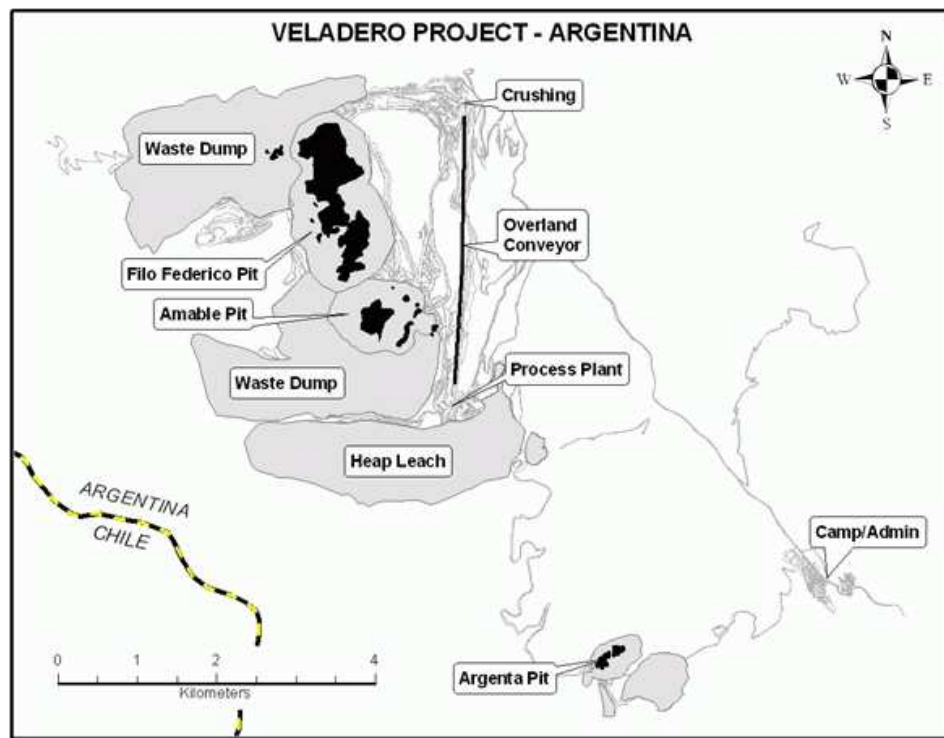 VELADERO PROJECT - ARGENTINA
N
W E
S
Crushing
Waste Dump
Overland
Conveyor
Filo Federico Pit
Amable Pit
Process Plant
Waste Dump
Heap Leach
ARGENTINA
CHILE
Camp/Admin
0 1 2 4
Kilometers
Argenta Pit